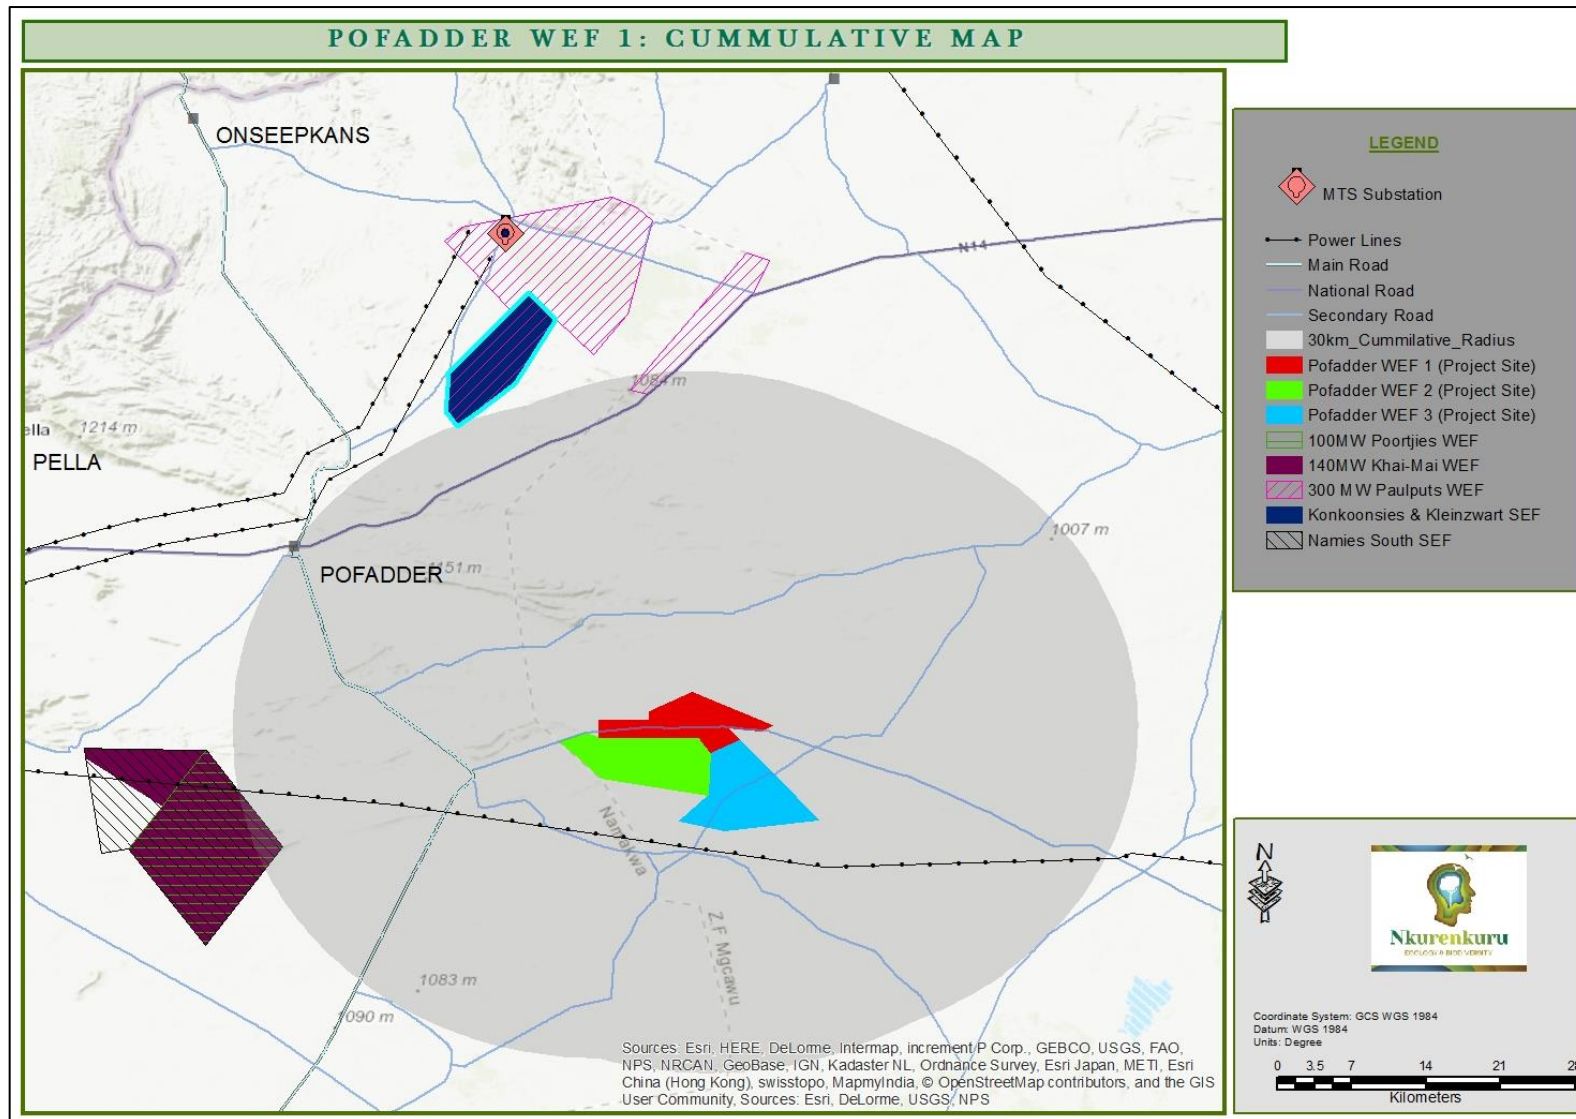 POFADDER WEF 1: CUMMULATIVE MAP
ONSEEPKANS
N14
1084 m
ella
1214 m
PELLA
1007 m
POFADDER
1151 m
Namakwa
Z F Mgcawu
1083 m
1090 m
Sources: Esri, HERE, DeLorme, Intermap, increment P Corp., GEBCO, USGS, FAO,
NPS, NRCAN, GeoBase, IGN, Kadaster NL, Ordnance Survey, Esri Japan, METI, Esri
China (Hong Kong), swisstopo, MapmyIndia, © OpenStreetMap contributors, and the GIS
User Community, Sources: Esri, DeLorme, USGS, NPS
LEGEND
MTS Substation
Power Lines
Main Road
National Road
Secondary Road
30km_Cummilative_Radius
Pofadder WEF 1 (Project Site)
Pofadder WEF 2 (Project Site)
Pofadder WEF 3 (Project Site)
100MW Poortjies WEF
140MW Khai-Mai WEF
300 MW Paulputs WEF
Konkoonsies & Kleinzwart SEF
Namies South SEF
N
Nkurenkuru
ECOLOGY & BIODIVERSITY
Coordinate System: GCS WGS 1984
Datum: WGS 1984
Units: Degree
0 3.5 7 14 21 28
Kilometers